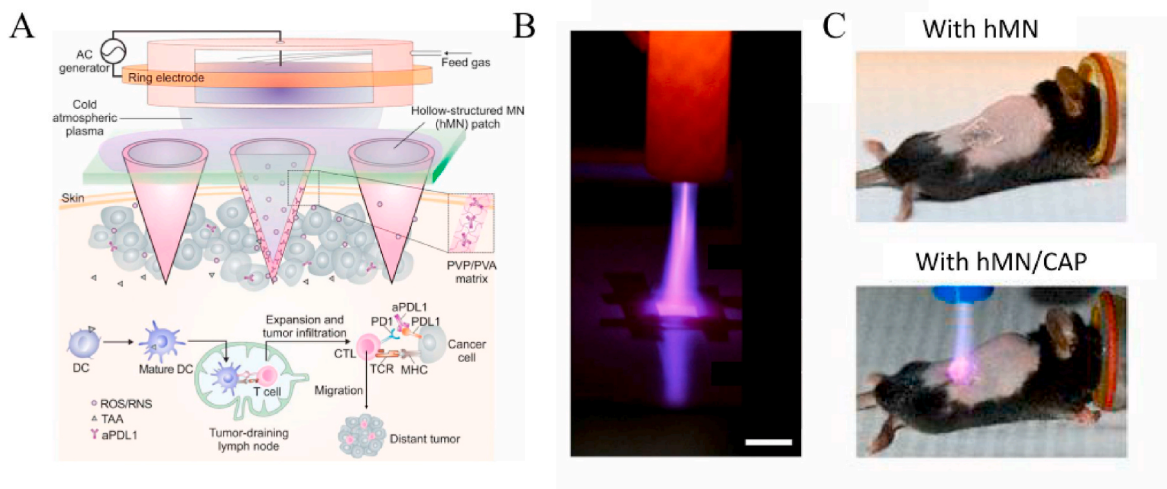 A
AC
generator
Feed gas
Ring electrode
Cold
atmospheric
plasma
Hollow-structured MN
(hMN) patch
Skin
PVP/PVA
matrix
Expansion and
tumor infiltration
aPDL1
PD1
PDL1
DC
Mature DC
T cell
CTL
TCR
MHC
Cancer
cell
Migration
ROS/RNS
TAA
aPDL1
Tumor-draining
lymph node
Distant tumor
B
C
With hMN
With hMN/CAP